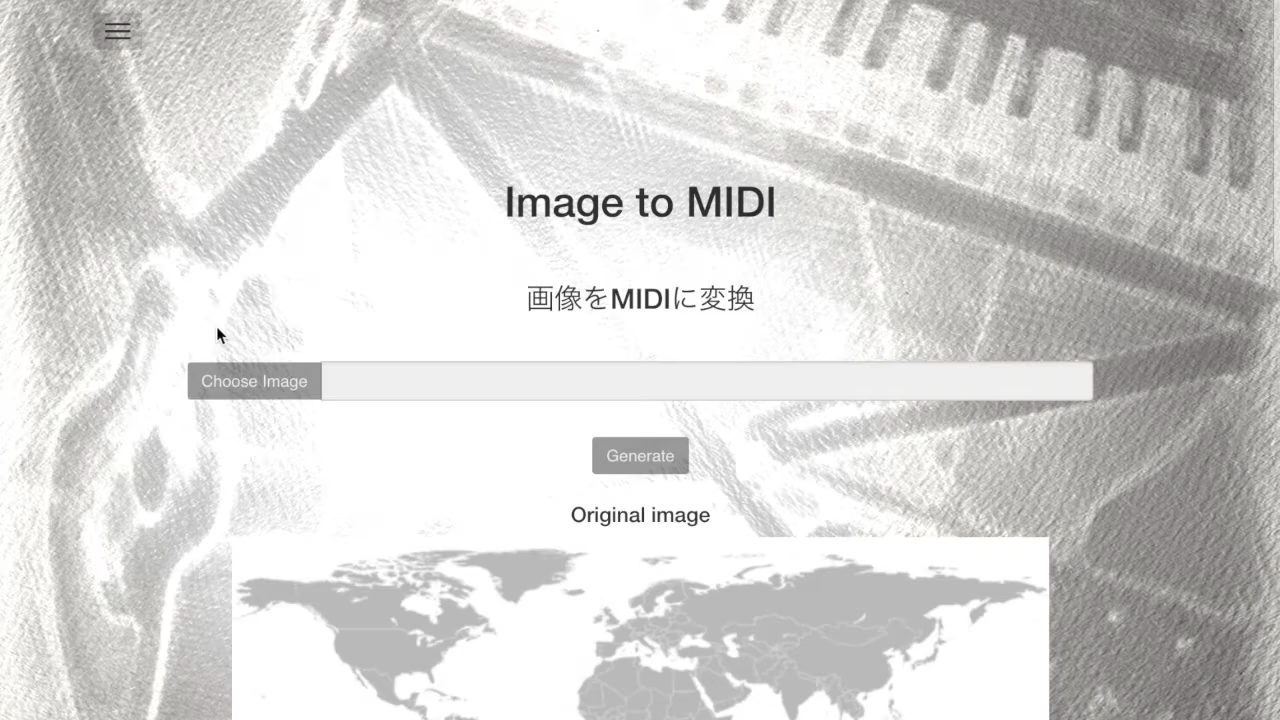 Image to MIDI
画像をMIDIに変換
Choose Image
Generate
Original image